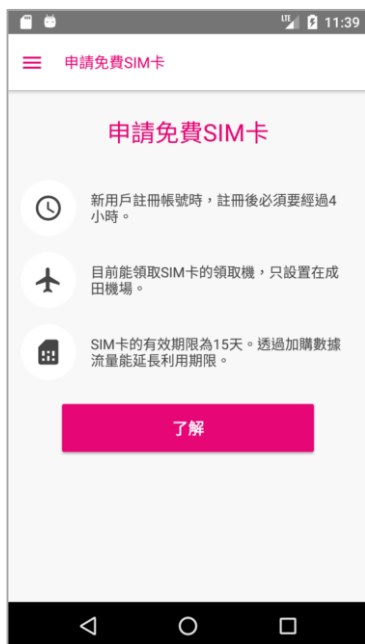 LTE 11:39
申請免費SIM卡
申請免費SIM卡
新用戶註冊帳號時，註冊後必須要經過4
小時。
目前能領取SIM卡的領取機，只設置在成
田機場。
SIM卡的有效期限為15天。透過加購數據
流量能延長利用期限。
了解